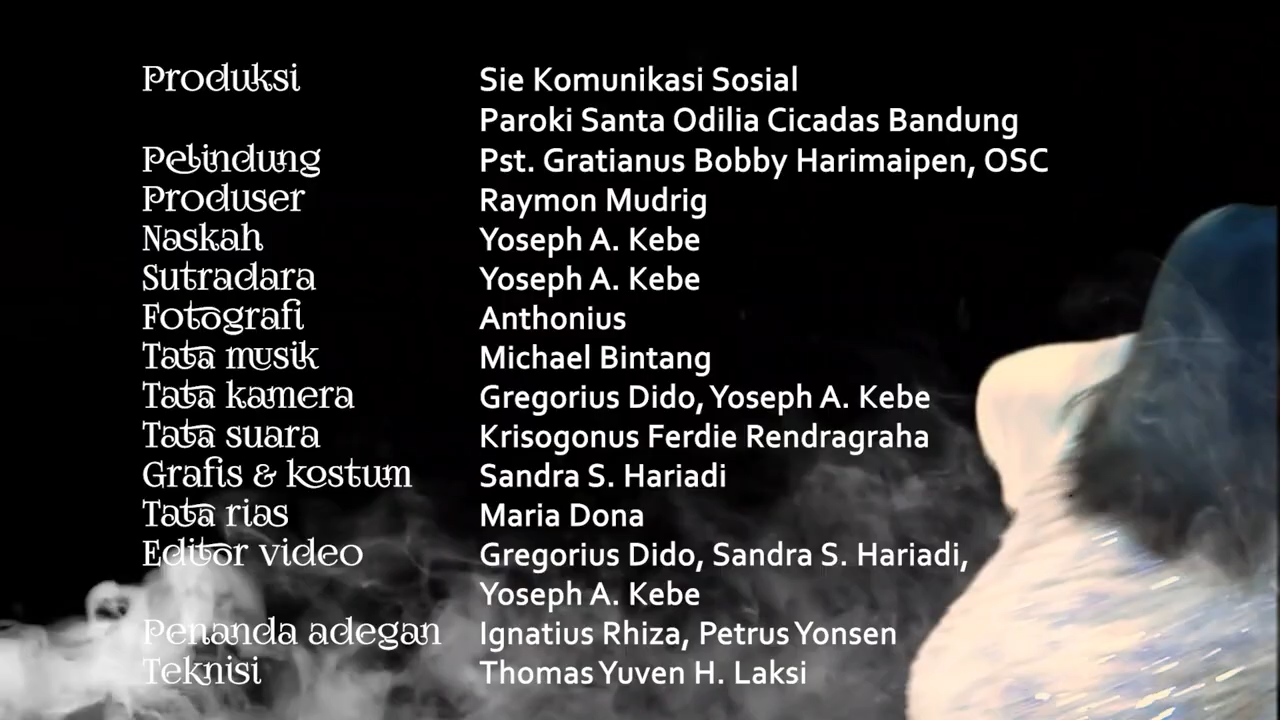 Produksi Sie Komunikasi Sosial
Paroki Santa Odilia Cicadas Bandung
Pelindung Pst. Gratianus Bobby Harimaipen, OSC
Produser Raymon Mudrig
Naskah Yoseph A. Kebe
Sutradara Yoseph A. Kebe
Fotografi Anthonius
Tata musik Michael Bintang
Tata kamera Gregorius Dido, Yoseph A. Kebe
Tata suara Krisogonus Ferdie Rendragraha
Grafis & kostum Sandra S. Hariadi
Tata rias Maria Dona
Editor video Gregorius Dido, Sandra S. Hariadi,
Yoseph A. Kebe
Penanda adegan Ignatius Rhiza, Petrus Yonsen
Teknisi Thomas Yuven H. Laksi